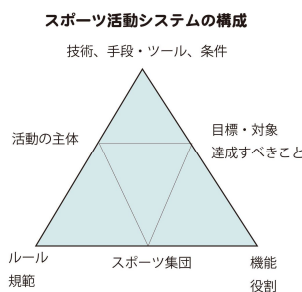 スポーツ活動システムの構成
技術、手段・ツール、条件
活動の主体
目標・対象
達成すべきこと
ルール
規範
スポーツ集団
機能
役割